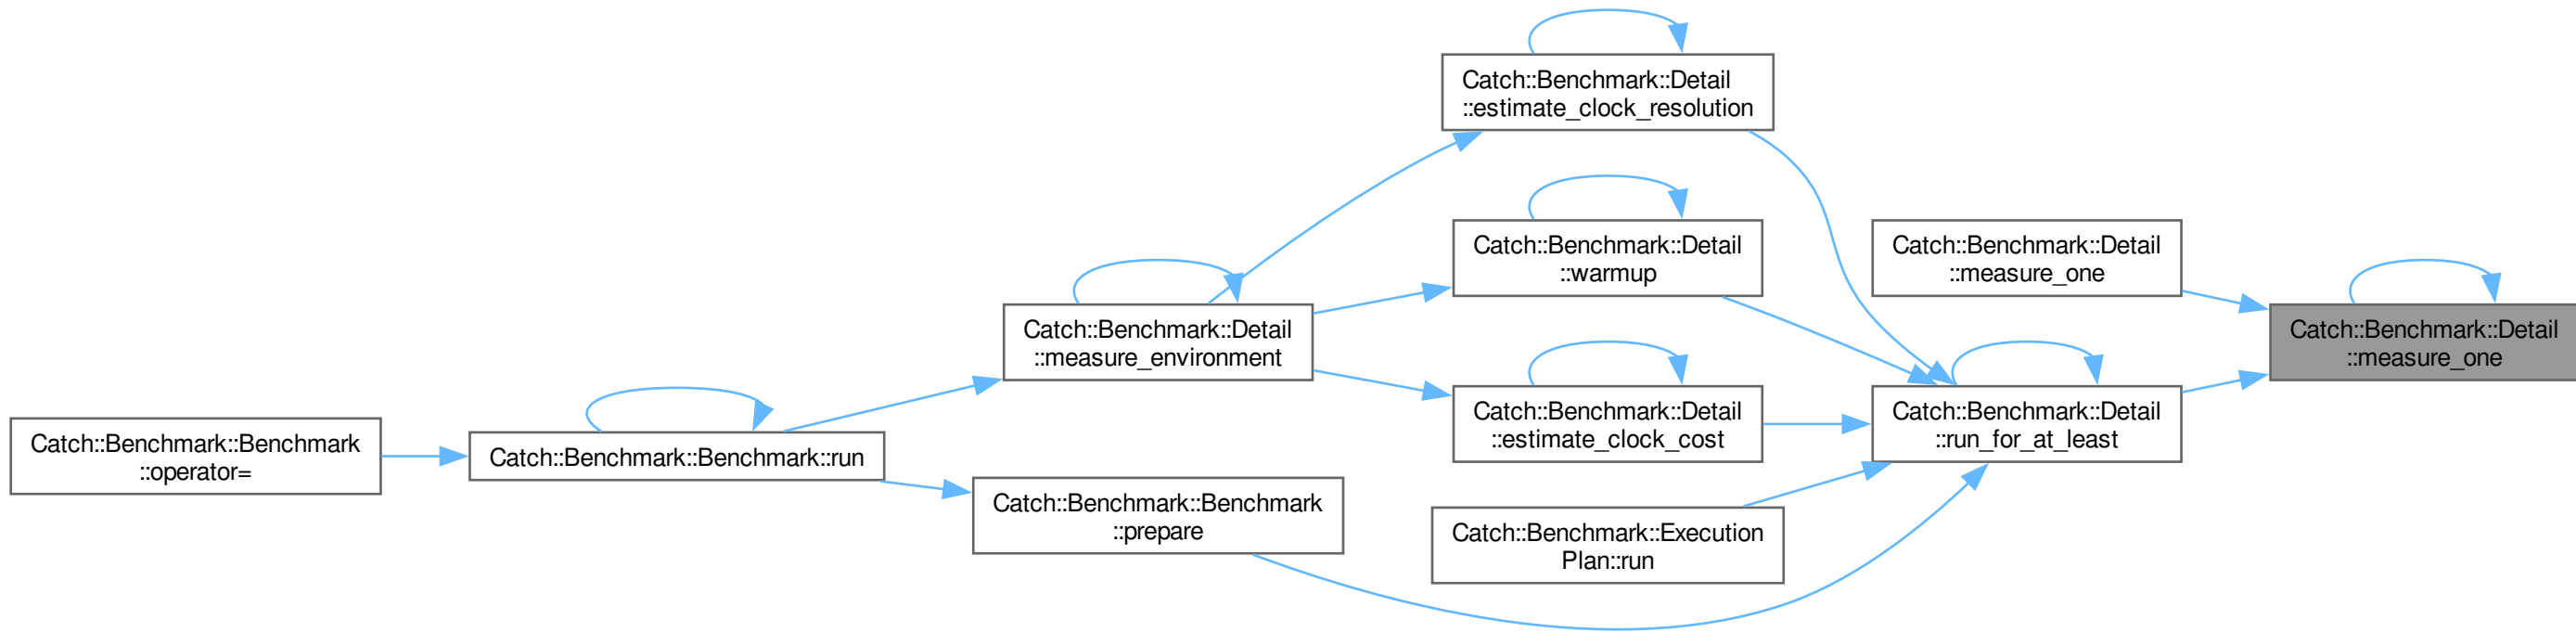 Catch::Benchmark::Detail
::estimate_clock_resolution
Catch::Benchmark::Detail
::warmup
Catch::Benchmark::Detail
::measure_one
Catch::Benchmark::Detail
::measure_environment
Catch::Benchmark::Detail
::measure_one
Catch::Benchmark::Detail
::estimate_clock_cost
Catch::Benchmark::Detail
::run_for_at_least
Catch::Benchmark::Benchmark
::operator=
Catch::Benchmark::Benchmark::run
Catch::Benchmark::Benchmark
::prepare
Catch::Benchmark::Execution
Plan::run